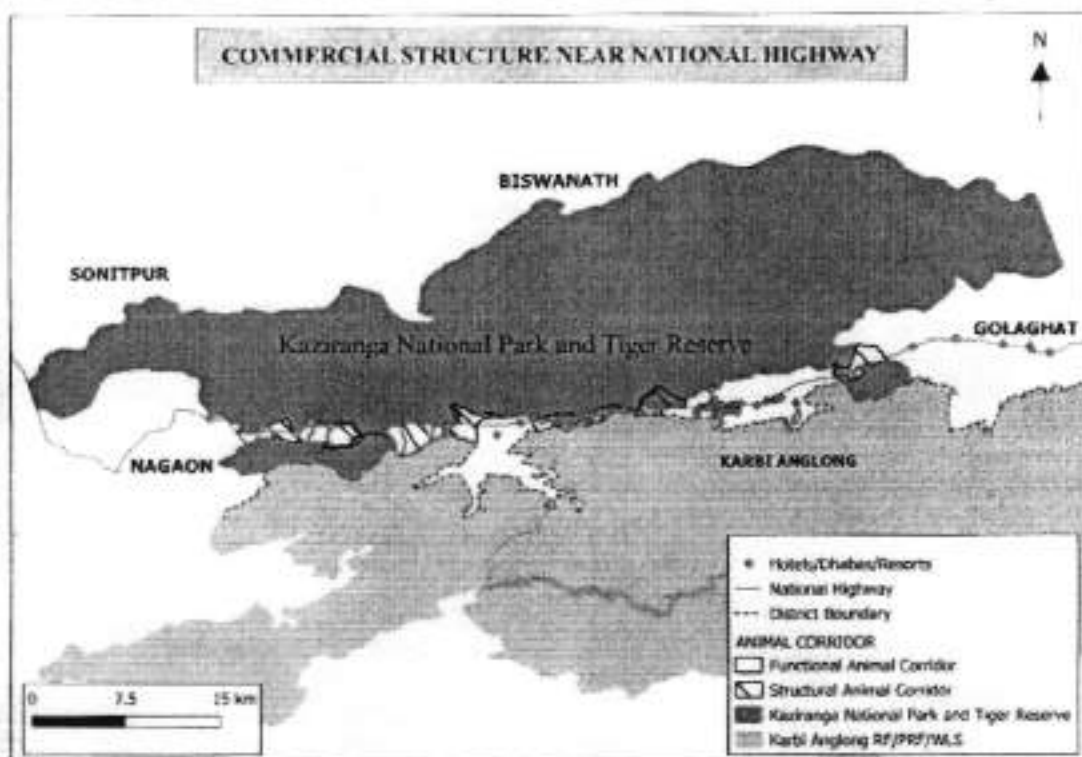 COMMERCIAL STRUCTURE NEAR NATIONAL HIGHWAY
N
BISWANATH
SONITPUR
GOLAGHAT
Kaziranga National Park and Tiger Reserve
NAGAON
KARBI ANGLONG
Hotels/Dhabas/Resorts
National Highway
District Boundary
ANIMAL CORRIDOR
Functional Animal Corridor
Structural Animal Corridor
Kaziranga National Park and Tiger Reserve
Karbi Anglong RF/PRF/WLS
0 7.5 15 km